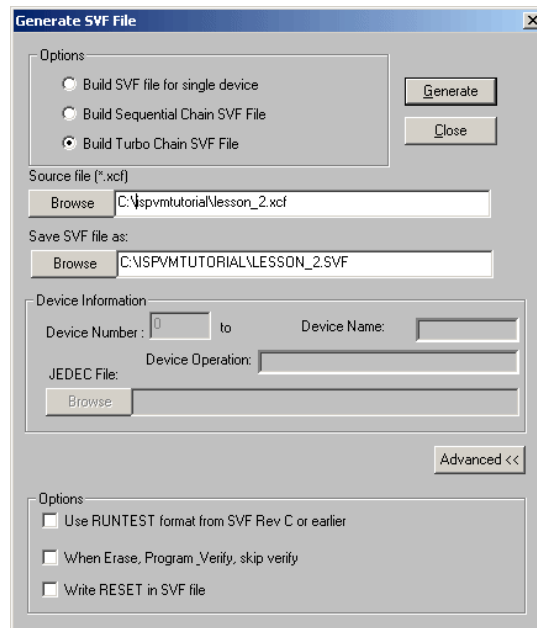 Generate SVF File
Options
Build SVF file for single device
Build Sequential Chain SVF File
Build Turbo Chain SVF File
Generate
Close
Source file (*.xcf)
Browse
C:\ispvmtutorial\lesson_2.xcf
Save SVF file as:
Browse
C:\ISPVMTUTORIAL\LESSON_2.SVF
Device Information
Device Number : 0 to Device Name:
Device Operation:
JEDEC File:
Browse
Advanced <<
Options
Use RUNTEST format from SVF Rev C or earlier
When Erase, Program ,Verify, skip verify
Write RESET in SVF file